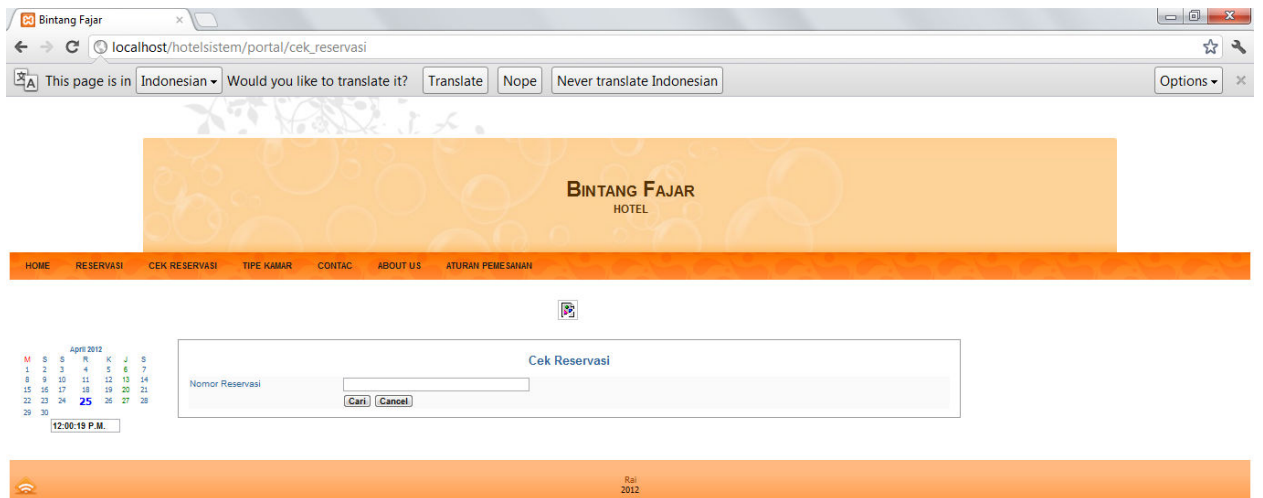 Bintang Fajar
localhost/hotelsistem/portal/cek_reservasi
This page is in Indonesian Would you like to translate it? Translate Nope Never translate Indonesian Options
BINTANG FAJAR
HOTEL
HOME RESERVASI CEK RESERVASI TIPE KAMAR CONTAC ABOUT US ATURAN PEMESANAN
April 2012
M S S R K J S
1 2 3 4 5 6 7
8 9 10 11 12 13 14
15 16 17 18 19 20 21
22 23 24 25 26 27 28
29 30
12:00:19 P.M.
Cek Reservasi
Nomor Reservasi
Cari Cancel
Rai
2012